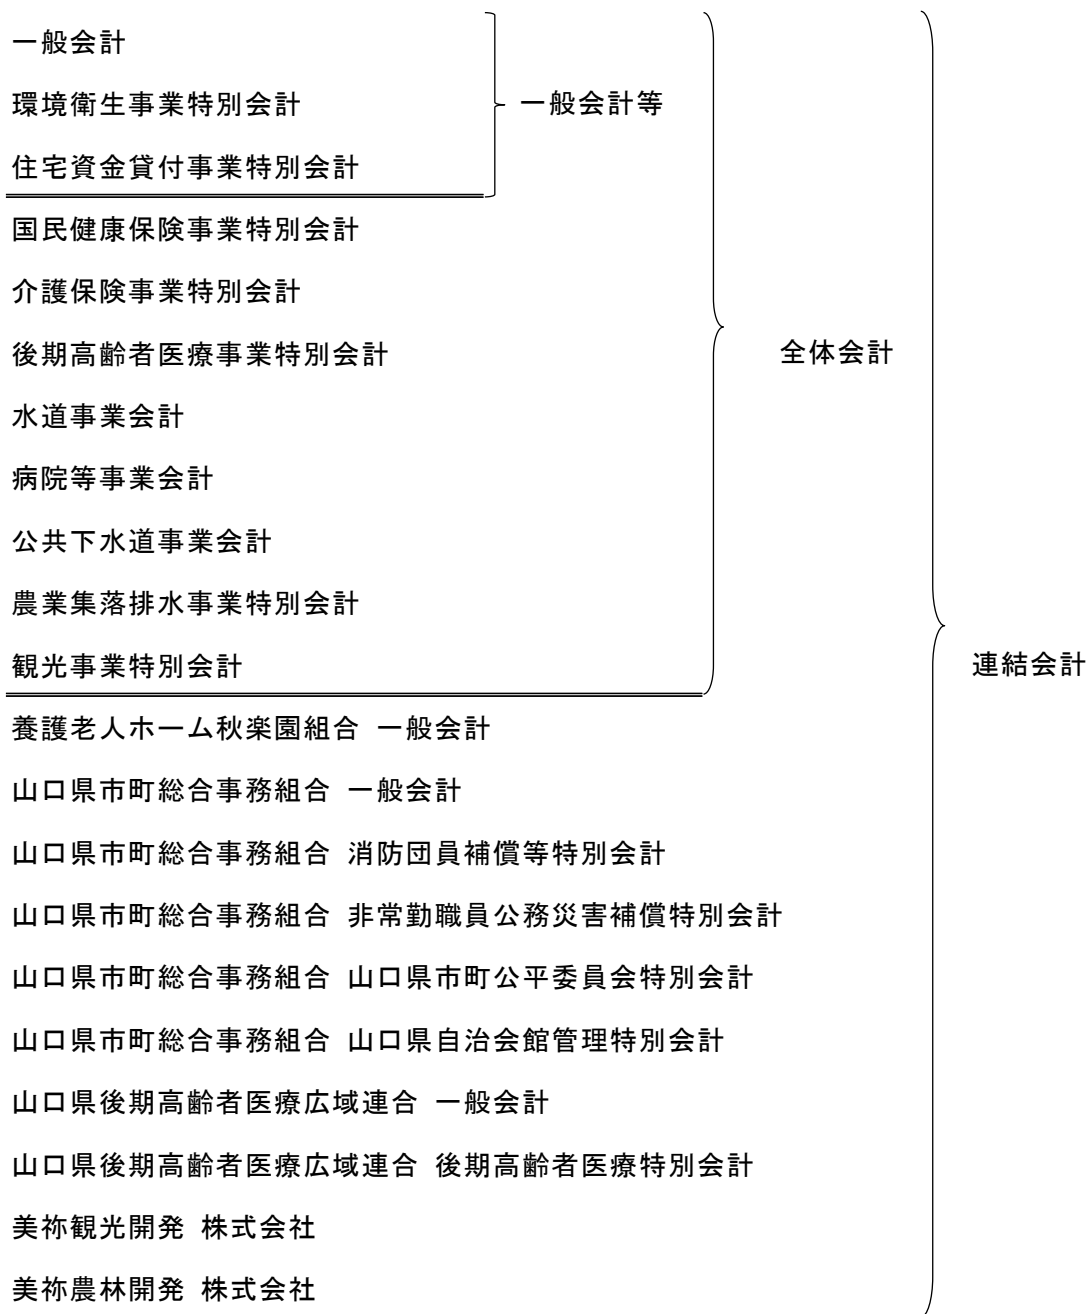 一般会計
環境衛生事業特別会計
一般会計等
住宅資金貸付事業特別会計
国民健康保険事業特別会計
介護保険事業特別会計
後期高齢者医療事業特別会計
全体会計
水道事業会計
病院等事業会計
公共下水道事業会計
農業集落排水事業特別会計
観光事業特別会計
連結会計
養護老人ホーム秋楽園組合 一般会計
山口県市町総合事務組合 一般会計
山口県市町総合事務組合 消防団員補償等特別会計
山口県市町総合事務組合 非常勤職員公務災害補償特別会計
山口県市町総合事務組合 山口県市町公平委員会特別会計
山口県市町総合事務組合 山口県自治会館管理特別会計
山口県後期高齢者医療広域連合 一般会計
山口県後期高齢者医療広域連合 後期高齢者医療特別会計
美祢観光開発 株式会社
美祢農林開発 株式会社